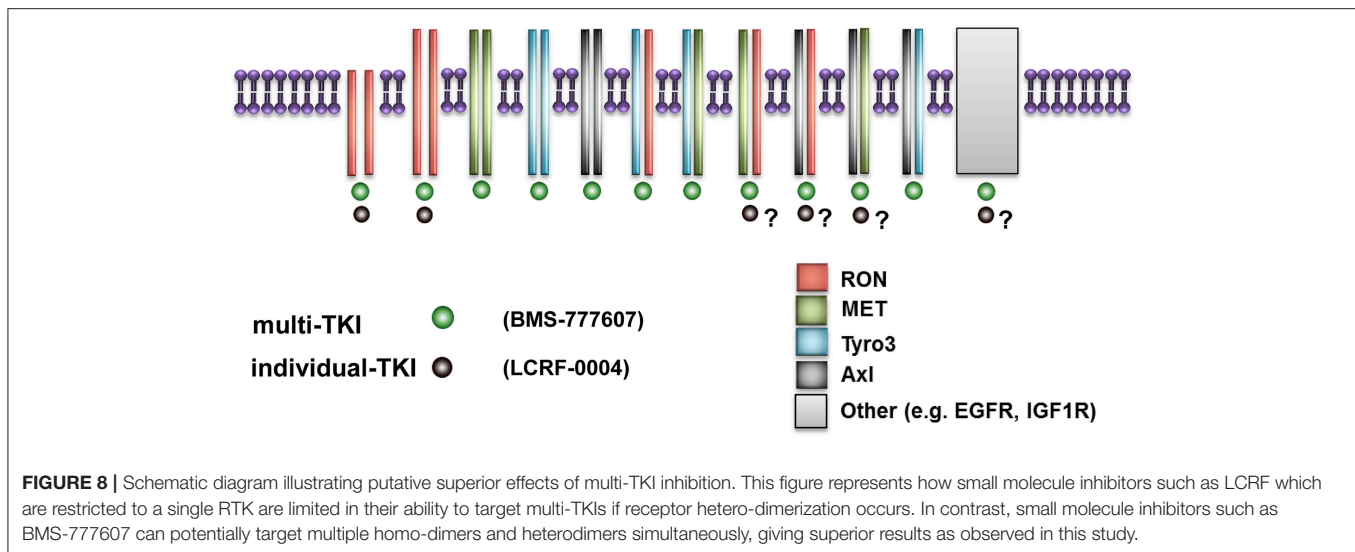 ? ? ? ?
multi-TKI (BMS-777607)
individual-TKI (LCRF-0004)
RON
MET
Tyro3
Axl
Other (e.g. EGFR, IGF1R)
FIGURE 8 | Schematic diagram illustrating putative superior effects of multi-TKI inhibition. This figure represents how small molecule inhibitors such as LCRF which
are restricted to a single RTK are limited in their ability to target multi-TKIs if receptor hetero-dimerization occurs. In contrast, small molecule inhibitors such as
BMS-777607 can potentially target multiple homo-dimers and heterodimers simultaneously, giving superior results as observed in this study.